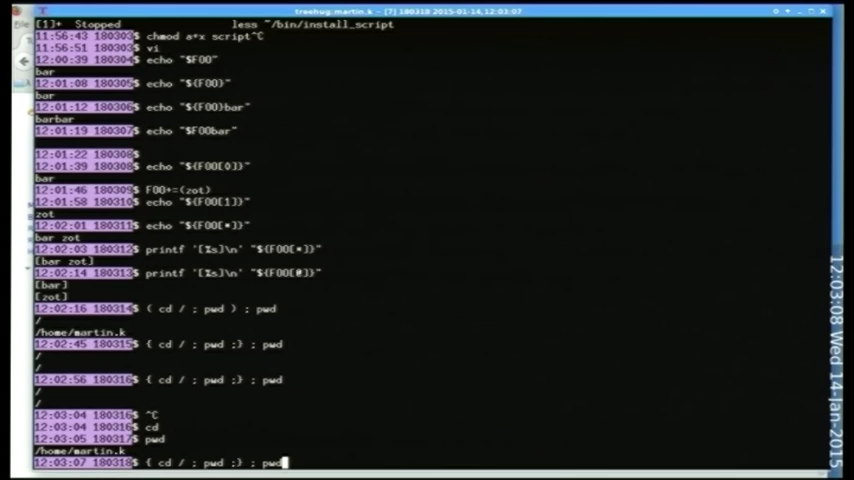 treehug:martin.k - [7] 180318 2015-01-14,12:03:07
[1]+  Stopped                 less ~/bin/install_script
11:56:43 180303$ chmod a+x script^C
11:56:51 180303$ vi
12:00:39 180304$ echo "$FOO"
bar
12:01:08 180305$ echo "${FOO}"
bar
12:01:12 180306$ echo "${FOO}bar"
barbar
12:01:19 180307$ echo "$FOObar"
12:01:22 180308$
12:01:39 180308$ echo "${FOO[0]}"
bar
12:01:46 180309$ FOO+=(zot)
12:01:58 180310$ echo "${FOO[1]}"
zot
12:02:01 180311$ echo "${FOO[*]}"
bar zot
12:02:03 180312$ printf '[%s]\n' "${FOO[*]}"
[bar zot]
12:02:14 180313$ printf '[%s]\n' "${FOO[@]}"
[bar]
[zot]
12:02:16 180314$ ( cd / ; pwd ) ; pwd
/
/home/martin.k
12:02:45 180315$ { cd / ; pwd ;} ; pwd
/
/
12:02:56 180316$ { cd / ; pwd ;} ; pwd
/
/
12:03:04 180316$ ^C
12:03:04 180316$ cd
12:03:05 180317$ pwd
/home/martin.k
12:03:07 180318$ { cd / ; pwd ;} ; pwd
12:03:08 Wed 14-Jan-2015